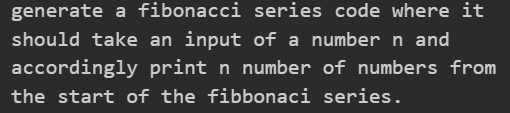 generate a fibonacci series code where it
should take an input of a number n and
accordingly print n number of numbers from
the start of the fibbonaci series.